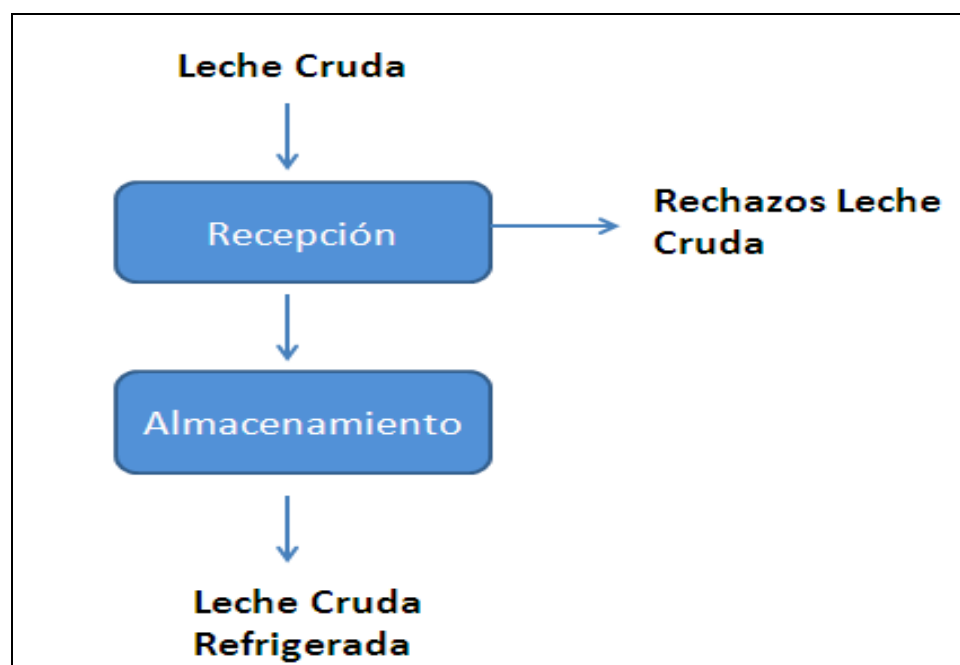 Leche Cruda
Recepción
Rechazos Leche
Cruda
Almacenamiento
Leche Cruda
Refrigerada